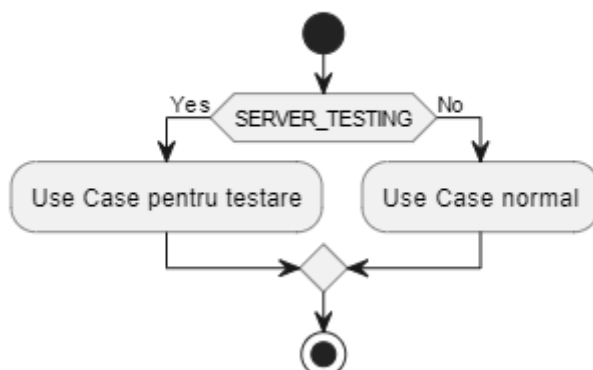 Yes
SERVER_TESTING
No
Use Case pentru testare
Use Case normal